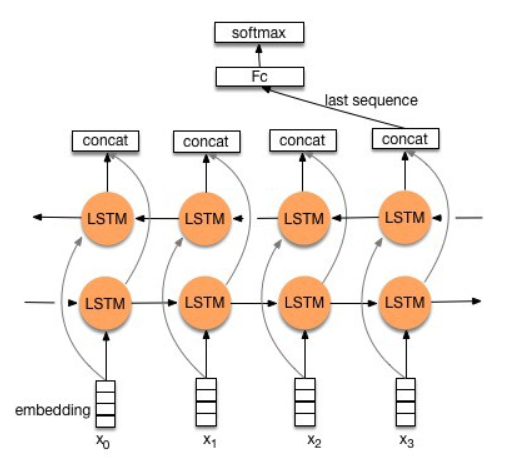 softmax
Fc
last sequence
concat concat concat concat
LSTM LSTM LSTM LSTM
LSTM LSTM LSTM LSTM
embedding
x0 x1 x2 x3